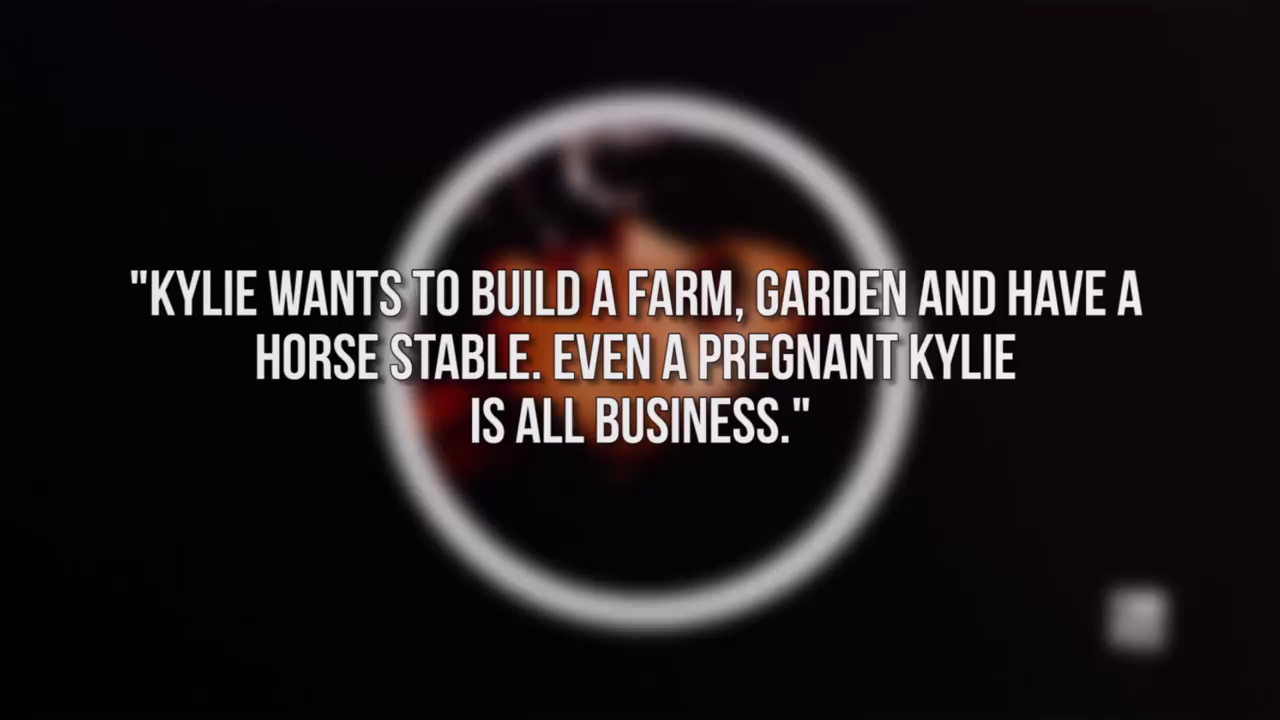 "KYLIE WANTS TO BUILD A FARM, GARDEN AND HAVE A
HORSE STABLE. EVEN A PREGNANT KYLIE
IS ALL BUSINESS."